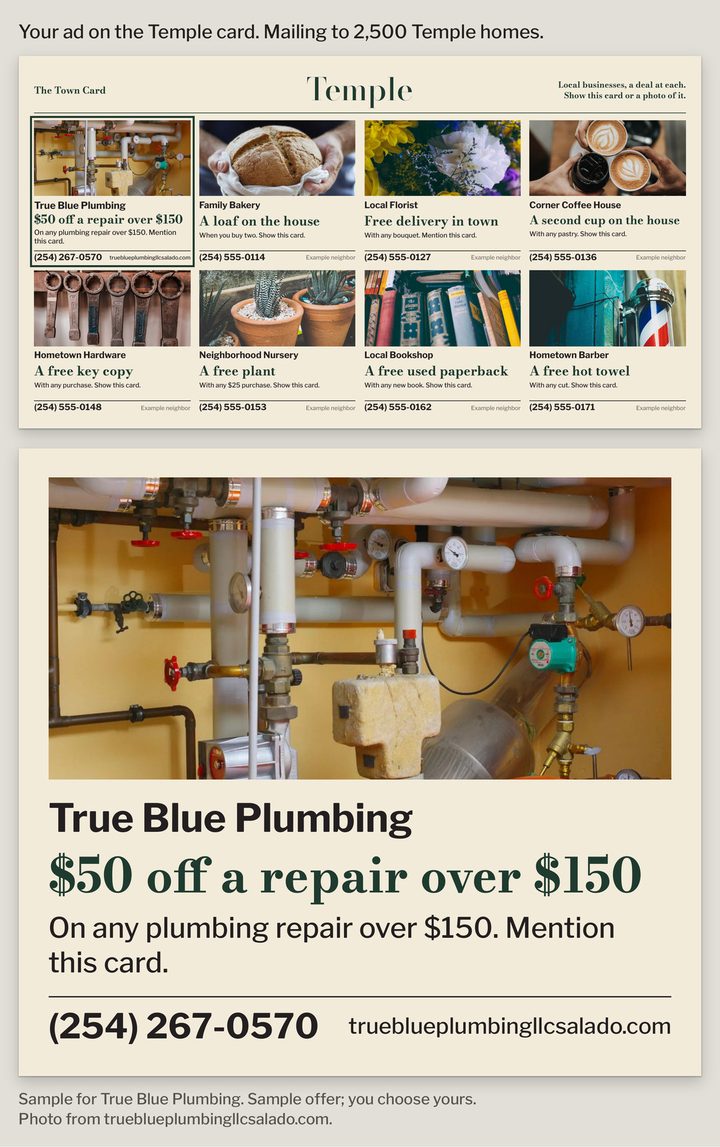 Your ad on the Temple card. Mailing to 2,500 Temple homes.
The Town Card
Temple
Local businesses, a deal at each.
Show this card or a photo of it.
True Blue Plumbing
$50 off a repair over $150
On any plumbing repair over $150. Mention
this card.
(254) 267-0570 trueblueplumbingllcsalado.com
Family Bakery
A loaf on the house
When you buy two. Show this card.
(254) 555-0114 Example neighbor
Local Florist
Free delivery in town
With any bouquet. Mention this card.
(254) 555-0127 Example neighbor
Corner Coffee House
A second cup on the house
With any pastry. Show this card.
(254) 555-0136 Example neighbor
Hometown Hardware
A free key copy
With any purchase. Show this card.
(254) 555-0148 Example neighbor
Neighborhood Nursery
A free plant
With any $25 purchase. Show this card.
(254) 555-0153 Example neighbor
Local Bookshop
A free used paperback
With any new book. Show this card.
(254) 555-0162 Example neighbor
Hometown Barber
A free hot towel
With any cut. Show this card.
(254) 555-0171 Example neighbor
True Blue Plumbing
$50 off a repair over $150
On any plumbing repair over $150. Mention
this card.
(254) 267-0570 trueblueplumbingllcsalado.com
Sample for True Blue Plumbing. Sample offer; you choose yours.
Photo from trueblueplumbingllcsalado.com.